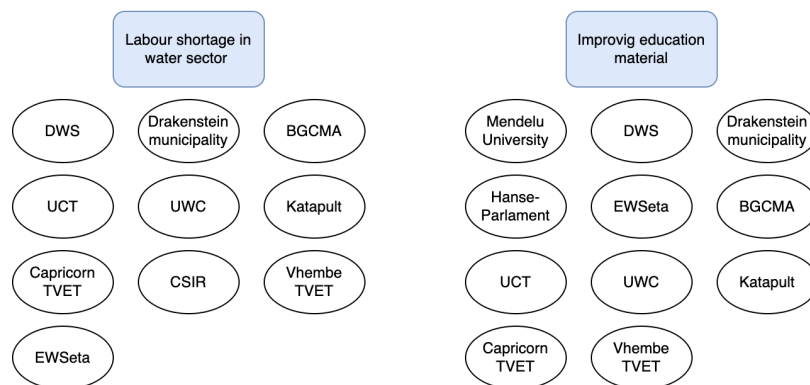 Labour shortage in
water sector
DWS
Drakenstein
municipality
BGCMA
UCT
UWC
Katapult
Capricorn
TVET
CSIR
Vhembe
TVET
EWSeta
Improvig education
material
Mendelu
University
DWS
Drakenstein
municipality
Hanse-
Parlament
EWSeta
BGCMA
UCT
UWC
Katapult
Capricorn
TVET
Vhembe
TVET